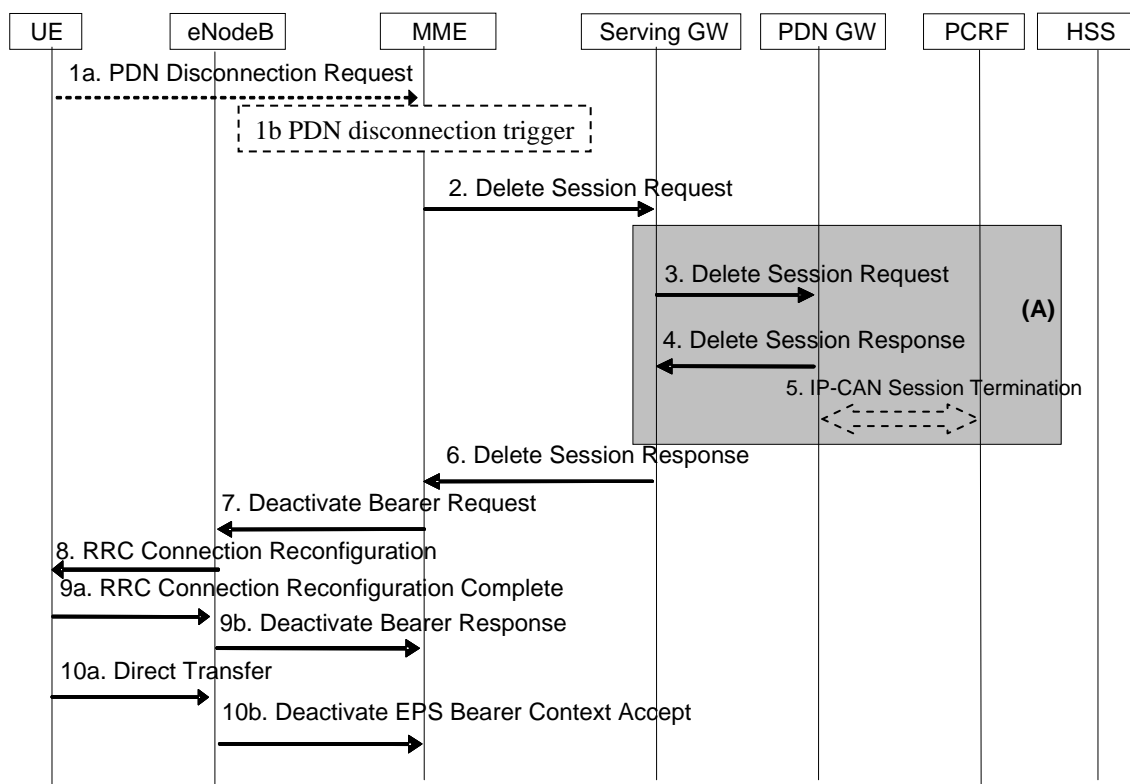 UE eNodeB MME Serving GW PDN GW PCRF HSS
1a. PDN Disconnection Request
1b PDN disconnection trigger
2. Delete Session Request
3. Delete Session Request
(A)
4. Delete Session Response
5. IP-CAN Session Termination
6. Delete Session Response
7. Deactivate Bearer Request
8. RRC Connection Reconfiguration
9a. RRC Connection Reconfiguration Complete
9b. Deactivate Bearer Response
10a. Direct Transfer
10b. Deactivate EPS Bearer Context Accept